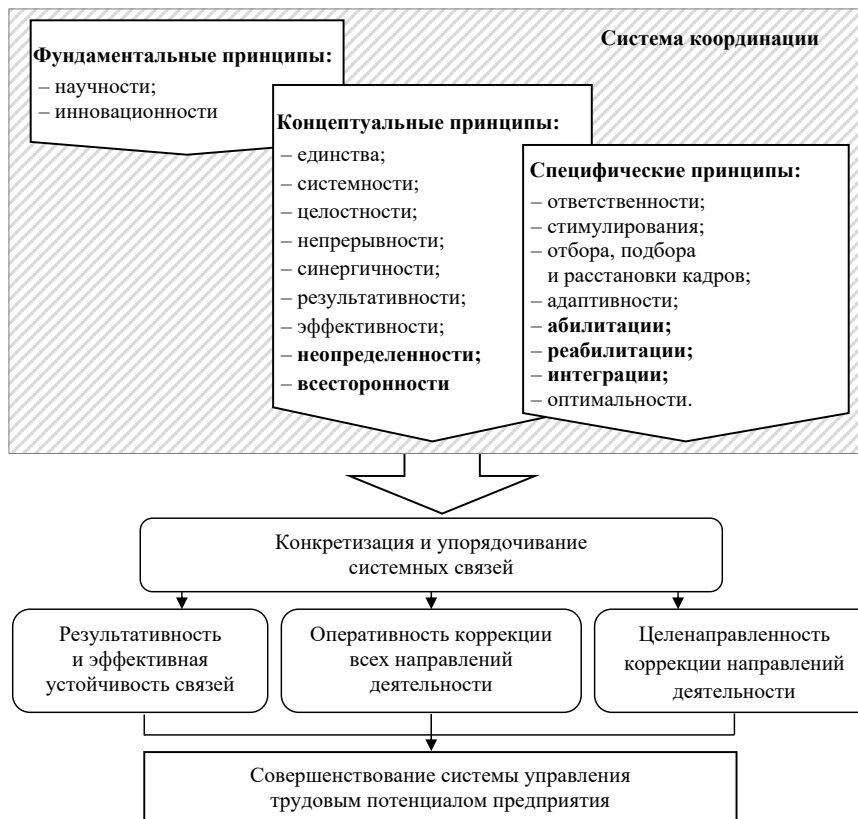 Система координации
Фундаментальные принципы:
– научности;
– инновационности
Концептуальные принципы:
– единства;
– системности;
– целостности;
– непрерывности;
– синергичности;
– результативности;
– эффективности;
– неопределенности;
– всесторонности
Специфические принципы:
– ответственности;
– стимулирования;
– отбора, подбора
и расстановки кадров;
– адаптивности;
– абилитации;
– реабилитации;
– интеграции;
– оптимальности.
Конкретизация и упорядочивание
системных связей
Результативность
и эффективная
устойчивость связей
Оперативность коррекции
всех направлений
деятельности
Целенаправленность
коррекции направлений
деятельности
Совершенствование системы управления
трудовым потенциалом предприятия